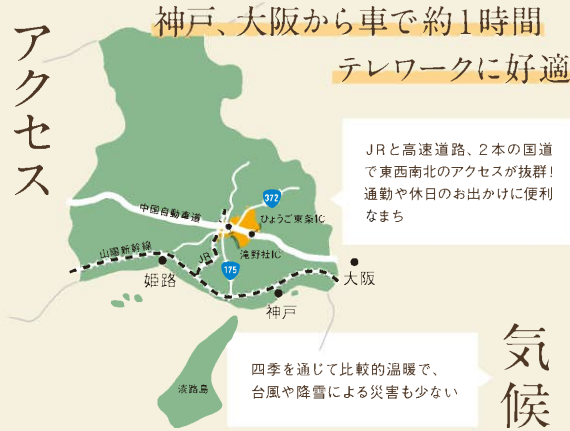 アクセス
神戸、大阪から車で約1時間
テレワークに好適
JRと高速道路、2本の国道
で東西南北のアクセスが抜群!
通勤や休日のお出かけに便利
なまち
372
中国自動車道
ひょうご東条IC
滝野社IC
山陽新幹線
JR
175
姫路
大阪
神戸
淡路島
気候
四季を通じて比較的温暖で、
台風や降雪による災害も少ない